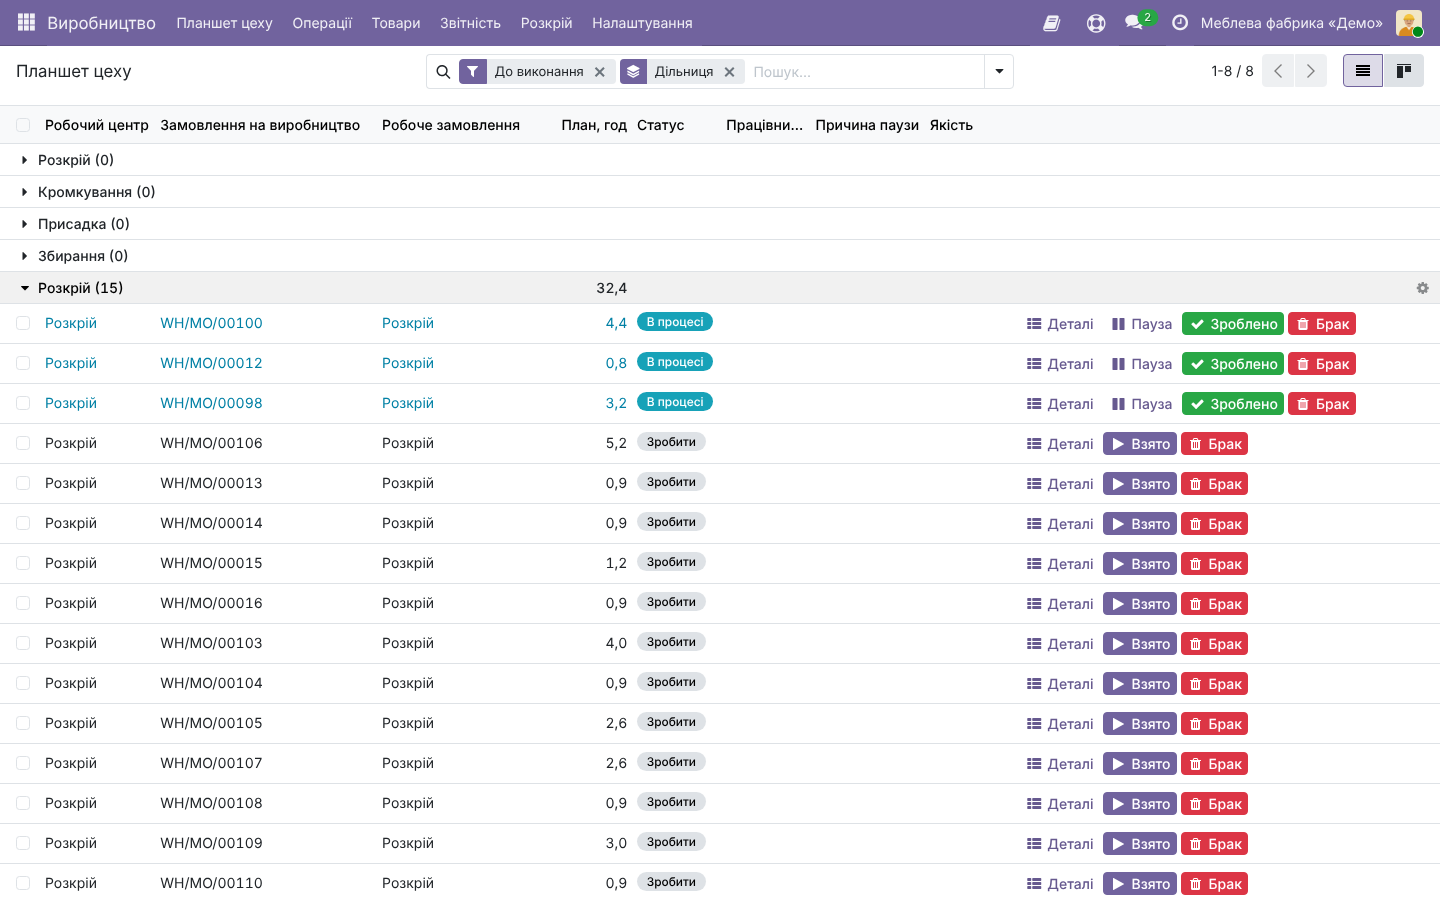 Виробництво Планшет цеху Операції Товари Звітність Розкрій Налаштування 2 Меблева фабрика «Демо»
Планшет цеху До виконання Дільниця Пошук... 1-8 / 8
Робочий центр Замовлення на виробництво Робоче замовлення План, год Статус Працівни... Причина паузи Якість
Розкрій (0)
Кромкування (0)
Присадка (0)
Збирання (0)
Розкрій (15) 32,4
Розкрій WH/MO/00100 Розкрій 4,4 В процесі Деталі Пауза Зроблено Брак
Розкрій WH/MO/00012 Розкрій 0,8 В процесі Деталі Пауза Зроблено Брак
Розкрій WH/MO/00098 Розкрій 3,2 В процесі Деталі Пауза Зроблено Брак
Розкрій WH/MO/00106 Розкрій 5,2 Зробити Деталі Взято Брак
Розкрій WH/MO/00013 Розкрій 0,9 Зробити Деталі Взято Брак
Розкрій WH/MO/00014 Розкрій 0,9 Зробити Деталі Взято Брак
Розкрій WH/MO/00015 Розкрій 1,2 Зробити Деталі Взято Брак
Розкрій WH/MO/00016 Розкрій 0,9 Зробити Деталі Взято Брак
Розкрій WH/MO/00103 Розкрій 4,0 Зробити Деталі Взято Брак
Розкрій WH/MO/00104 Розкрій 0,9 Зробити Деталі Взято Брак
Розкрій WH/MO/00105 Розкрій 2,6 Зробити Деталі Взято Брак
Розкрій WH/MO/00107 Розкрій 2,6 Зробити Деталі Взято Брак
Розкрій WH/MO/00108 Розкрій 0,9 Зробити Деталі Взято Брак
Розкрій WH/MO/00109 Розкрій 3,0 Зробити Деталі Взято Брак
Розкрій WH/MO/00110 Розкрій 0,9 Зробити Деталі Взято Брак